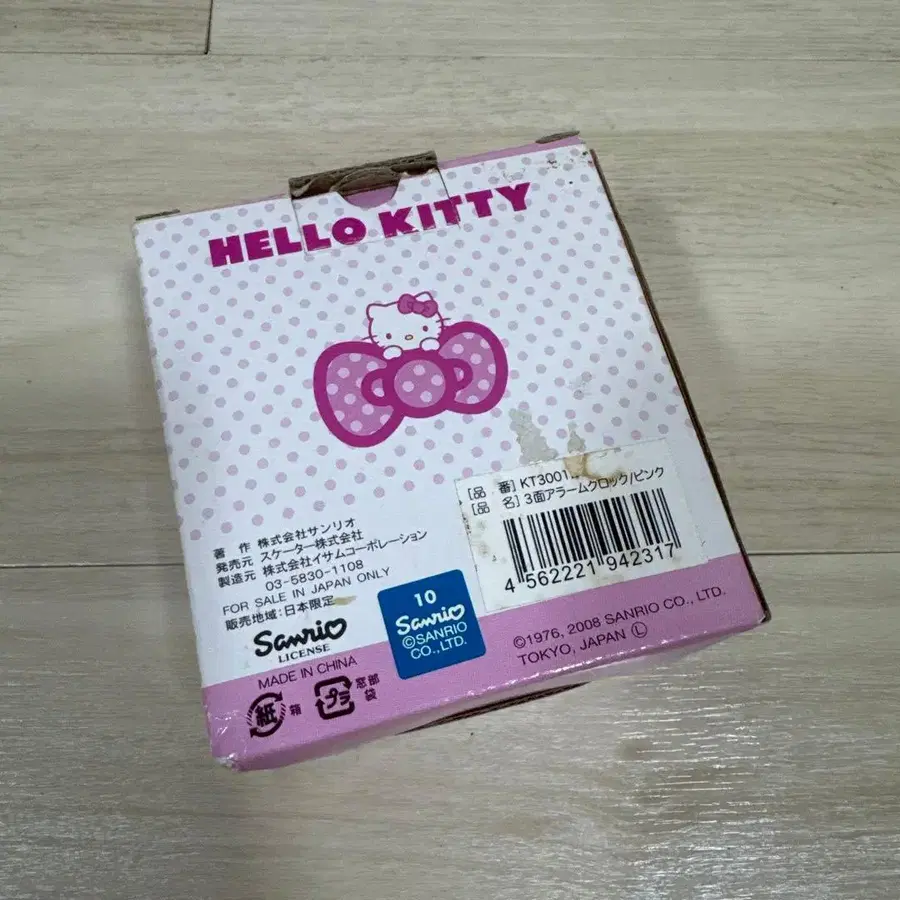 HELLO KITTY
[品 番] KT3001
[品 名] 3面アラームクロック/ピンク
4 562221 942317
著 作 株式会社サンリオ
発売元 スケーター株式会社
製造元 株式会社イサムコーポレーション
03-5830-1108
FOR SALE IN JAPAN ONLY
販売地域:日本限定
Sanrio
LICENSE
10
Sanrio
©SANRIO
CO., LTD.
©1976, 2008 SANRIO CO., LTD.
TOKYO, JAPAN Ⓛ
MADE IN CHINA
紙
箱
プラ
窓部
袋